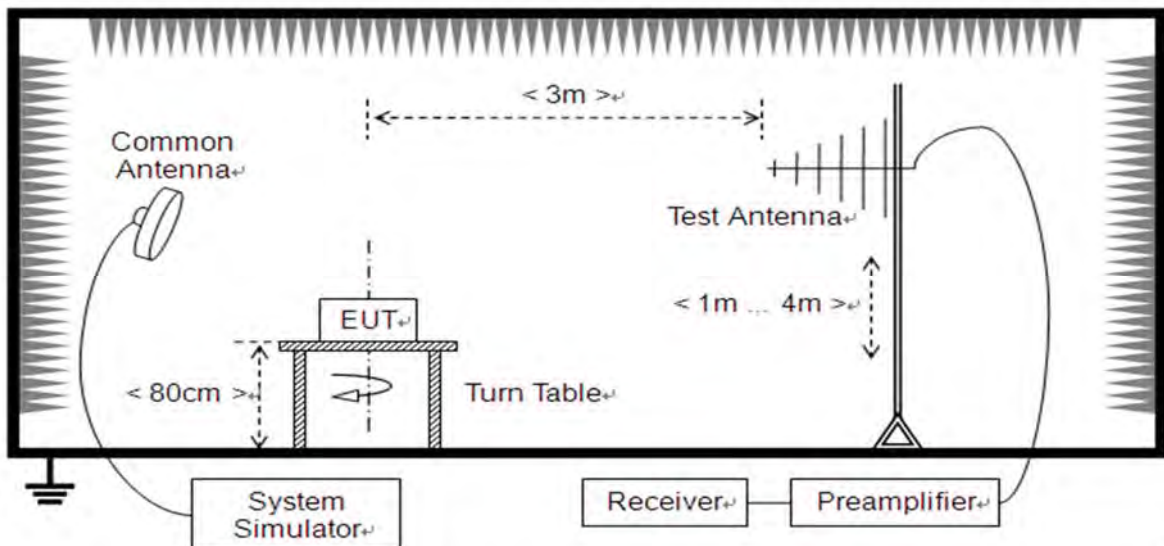 < 3m >↵
Common
Antenna↵
Test Antenna↵
< 1m ... 4m >↵
EUT↵
< 80cm >↵
Turn Table↵
System
Simulator↵
Receiver↵
Preamplifier↵